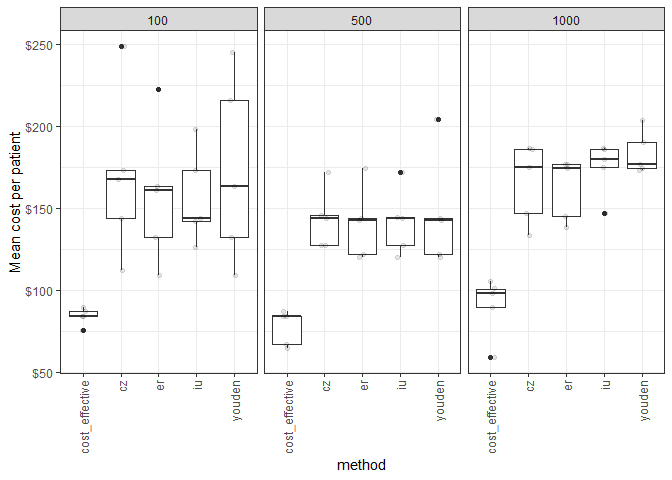 100 500 1000
Mean cost per patient
$250
$200
$150
$100
$50
cost_effective cz er iu youden cost_effective cz er iu youden cost_effective cz er iu youden
method